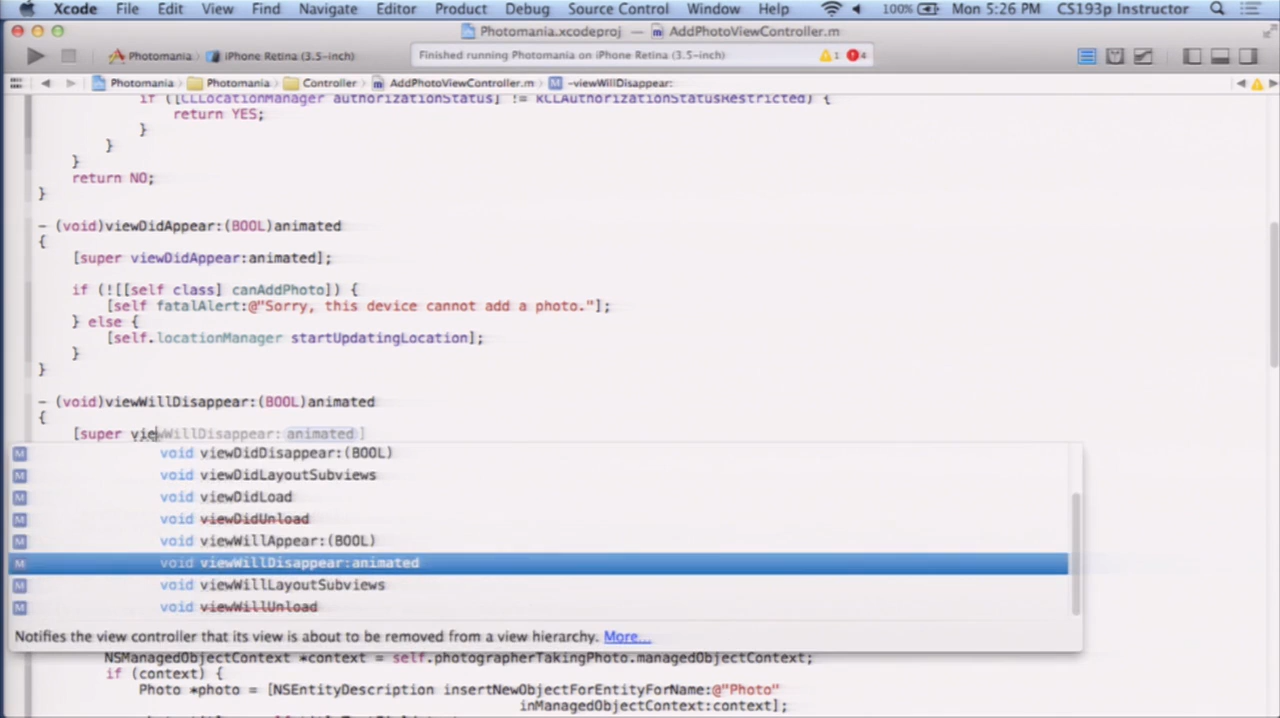 Xcode File Edit View Find Navigate Editor Product Debug Source Control Window Help 100% Mon 5:26 PM CS193p Instructor
Photomania.xcodeproj — AddPhotoViewController.m
Photomania iPhone Retina (3.5-inch) Finished running Photomania on iPhone Retina (3.5-inch) 1 4
Photomania Photomania Controller AddPhotoViewController.m -viewWillDisappear:
if ([CLLocationManager authorizationStatus] != kCLAuthorizationStatusRestricted) {
return YES;
}
}
}
return NO;
}
- (void)viewDidAppear:(BOOL)animated
{
[super viewDidAppear:animated];
if (![[self class] canAddPhoto]) {
[self fatalAlert:@"Sorry, this device cannot add a photo."];
} else {
[self.locationManager startUpdatingLocation];
}
}
- (void)viewWillDisappear:(BOOL)animated
{
[super viewWillDisappear:animated]
M void viewDidDisappear:(BOOL)
M void viewDidLayoutSubviews
M void viewDidLoad
M void viewDidUnload
M void viewWillAppear:(BOOL)
M void viewWillDisappear:animated
M void viewWillLayoutSubviews
M void viewWillUnload
Notifies the view controller that its view is about to be removed from a view hierarchy. More...
NSManagedObjectContext *context = self.photographerTakingPhoto.managedObjectContext;
if (context) {
Photo *photo = [NSEntityDescription insertNewObjectForEntityForName:@"Photo"
inManagedObjectContext:context];